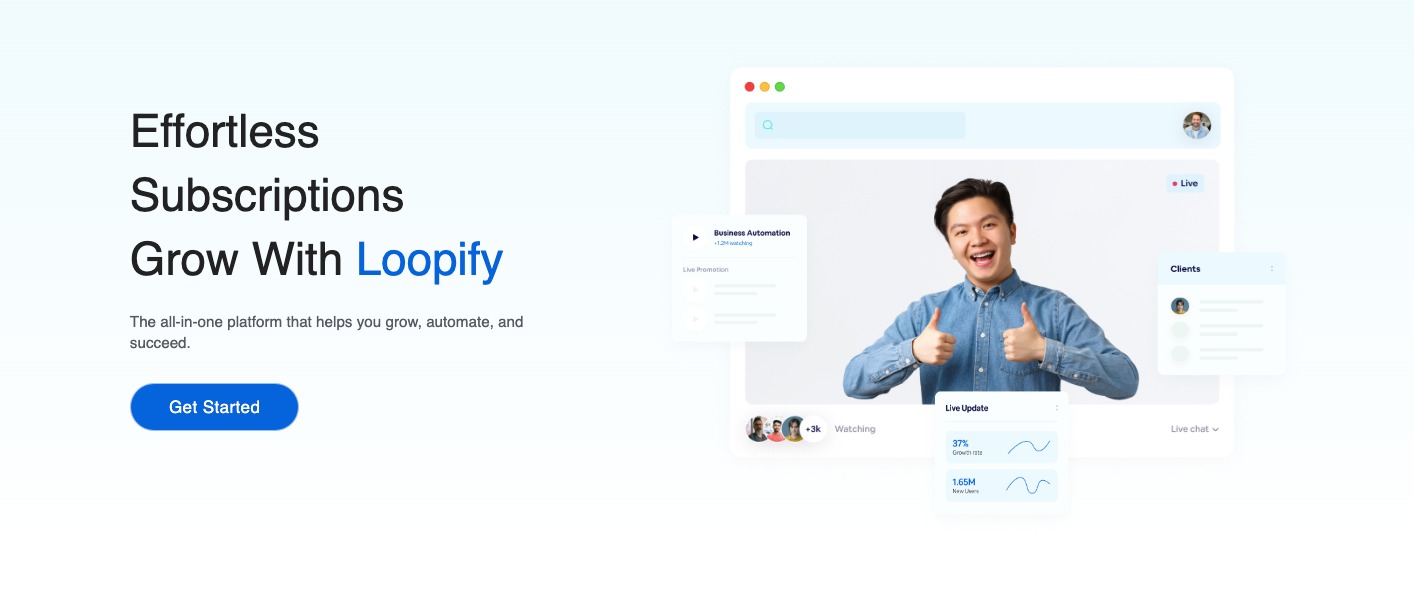 Effortless
Subscriptions
Grow With Loopify
The all-in-one platform that helps you grow, automate, and
succeed.
Get Started
Live
Business Automation
+1.2M watching
Live Promotion
Clients
+3k
Watching
Live chat
Live Update
37%
Growth rate
1.65M
New Users